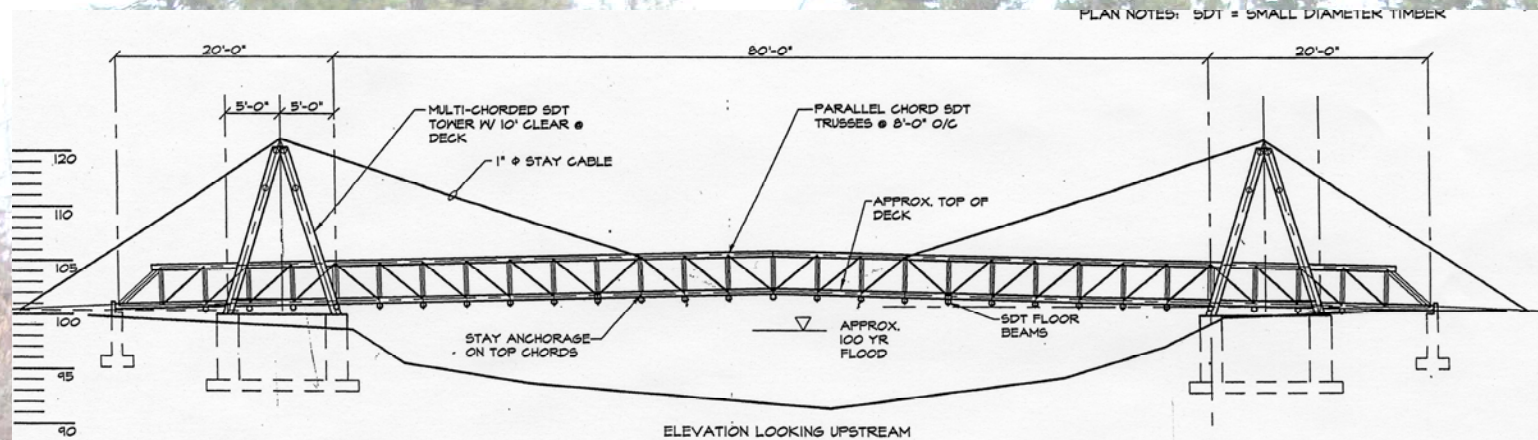 PLAN NOTES: SDT = SMALL DIAMETER TIMBER
20'-0"
80'-0"
20'-0"
5'-0"
5'-0"
MULTI-CHORDED SDT
TOWER W/ 10' CLEAR @
DECK
PARALLEL CHORD SDT
TRUSSES @ 8'-0" O/C
1" Φ STAY CABLE
APPROX. TOP OF
DECK
120
110
105
100
95
90
STAY ANCHORAGE
ON TOP CHORDS
APPROX.
100 YR
FLOOD
SDT FLOOR
BEAMS
ELEVATION LOOKING UPSTREAM